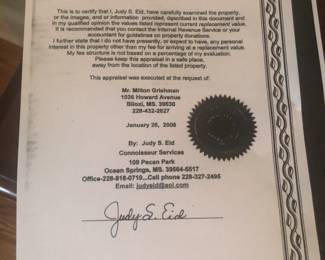 This is to certify that I, Judy S. Eid, have carefully examined the property,
or the images, and or information provided, described in this document and
in my qualified opinion the values listed represent current replacement value.
It is recommended that you contact the Internal Revenue Service or your
accountant for guidelines on property donations.
I further state that I do not have presently, or expect to have, any personal
interest in this property other than my fee for arriving at a replacement value.
My fee structure is not based on a percentage of my evaluation.
Please keep this appraisal in a safe place,
away from the location of the listed property.
This appraisal was executed at the request of:
Mr. Milton Grishman
1036 Howard Avenue
Biloxi, MS. 39530
228-432-2627
January 26, 2008
By: Judy S. Eid
Connoisseur Services
109 Pecan Park
Ocean Springs, MS. 39564-5517
Office-228-818-0710...Cell phone 228-327-2495
Email: judyeid@aol.com
Judy S. Eid